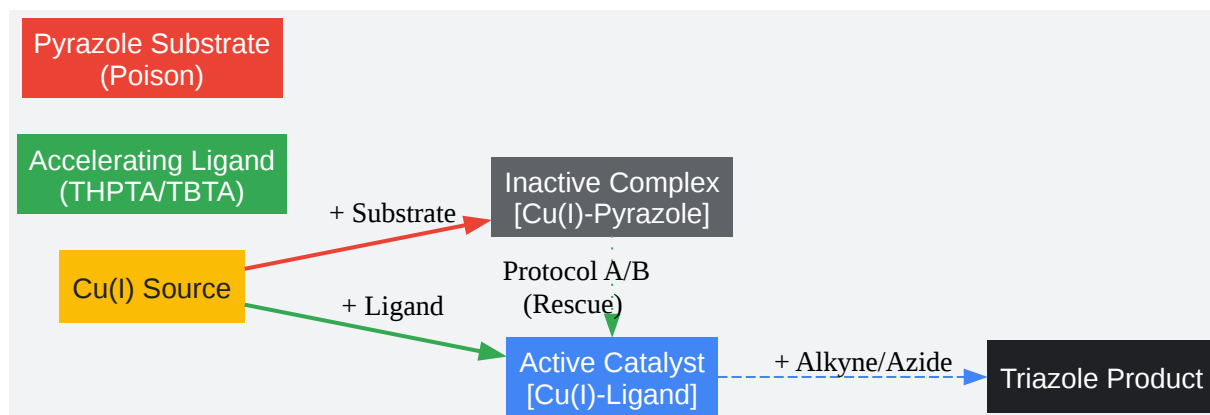 Pyrazole Substrate
(Poison)
Accelerating Ligand
(THPTA/TBTA)
Inactive Complex
[Cu(I)-Pyrazole]
+ Substrate
Cu(I) Source
Protocol A/B
(Rescue)
+ Ligand
Active Catalyst
[Cu(I)-Ligand]
+ Alkyne/Azide
Triazole Product